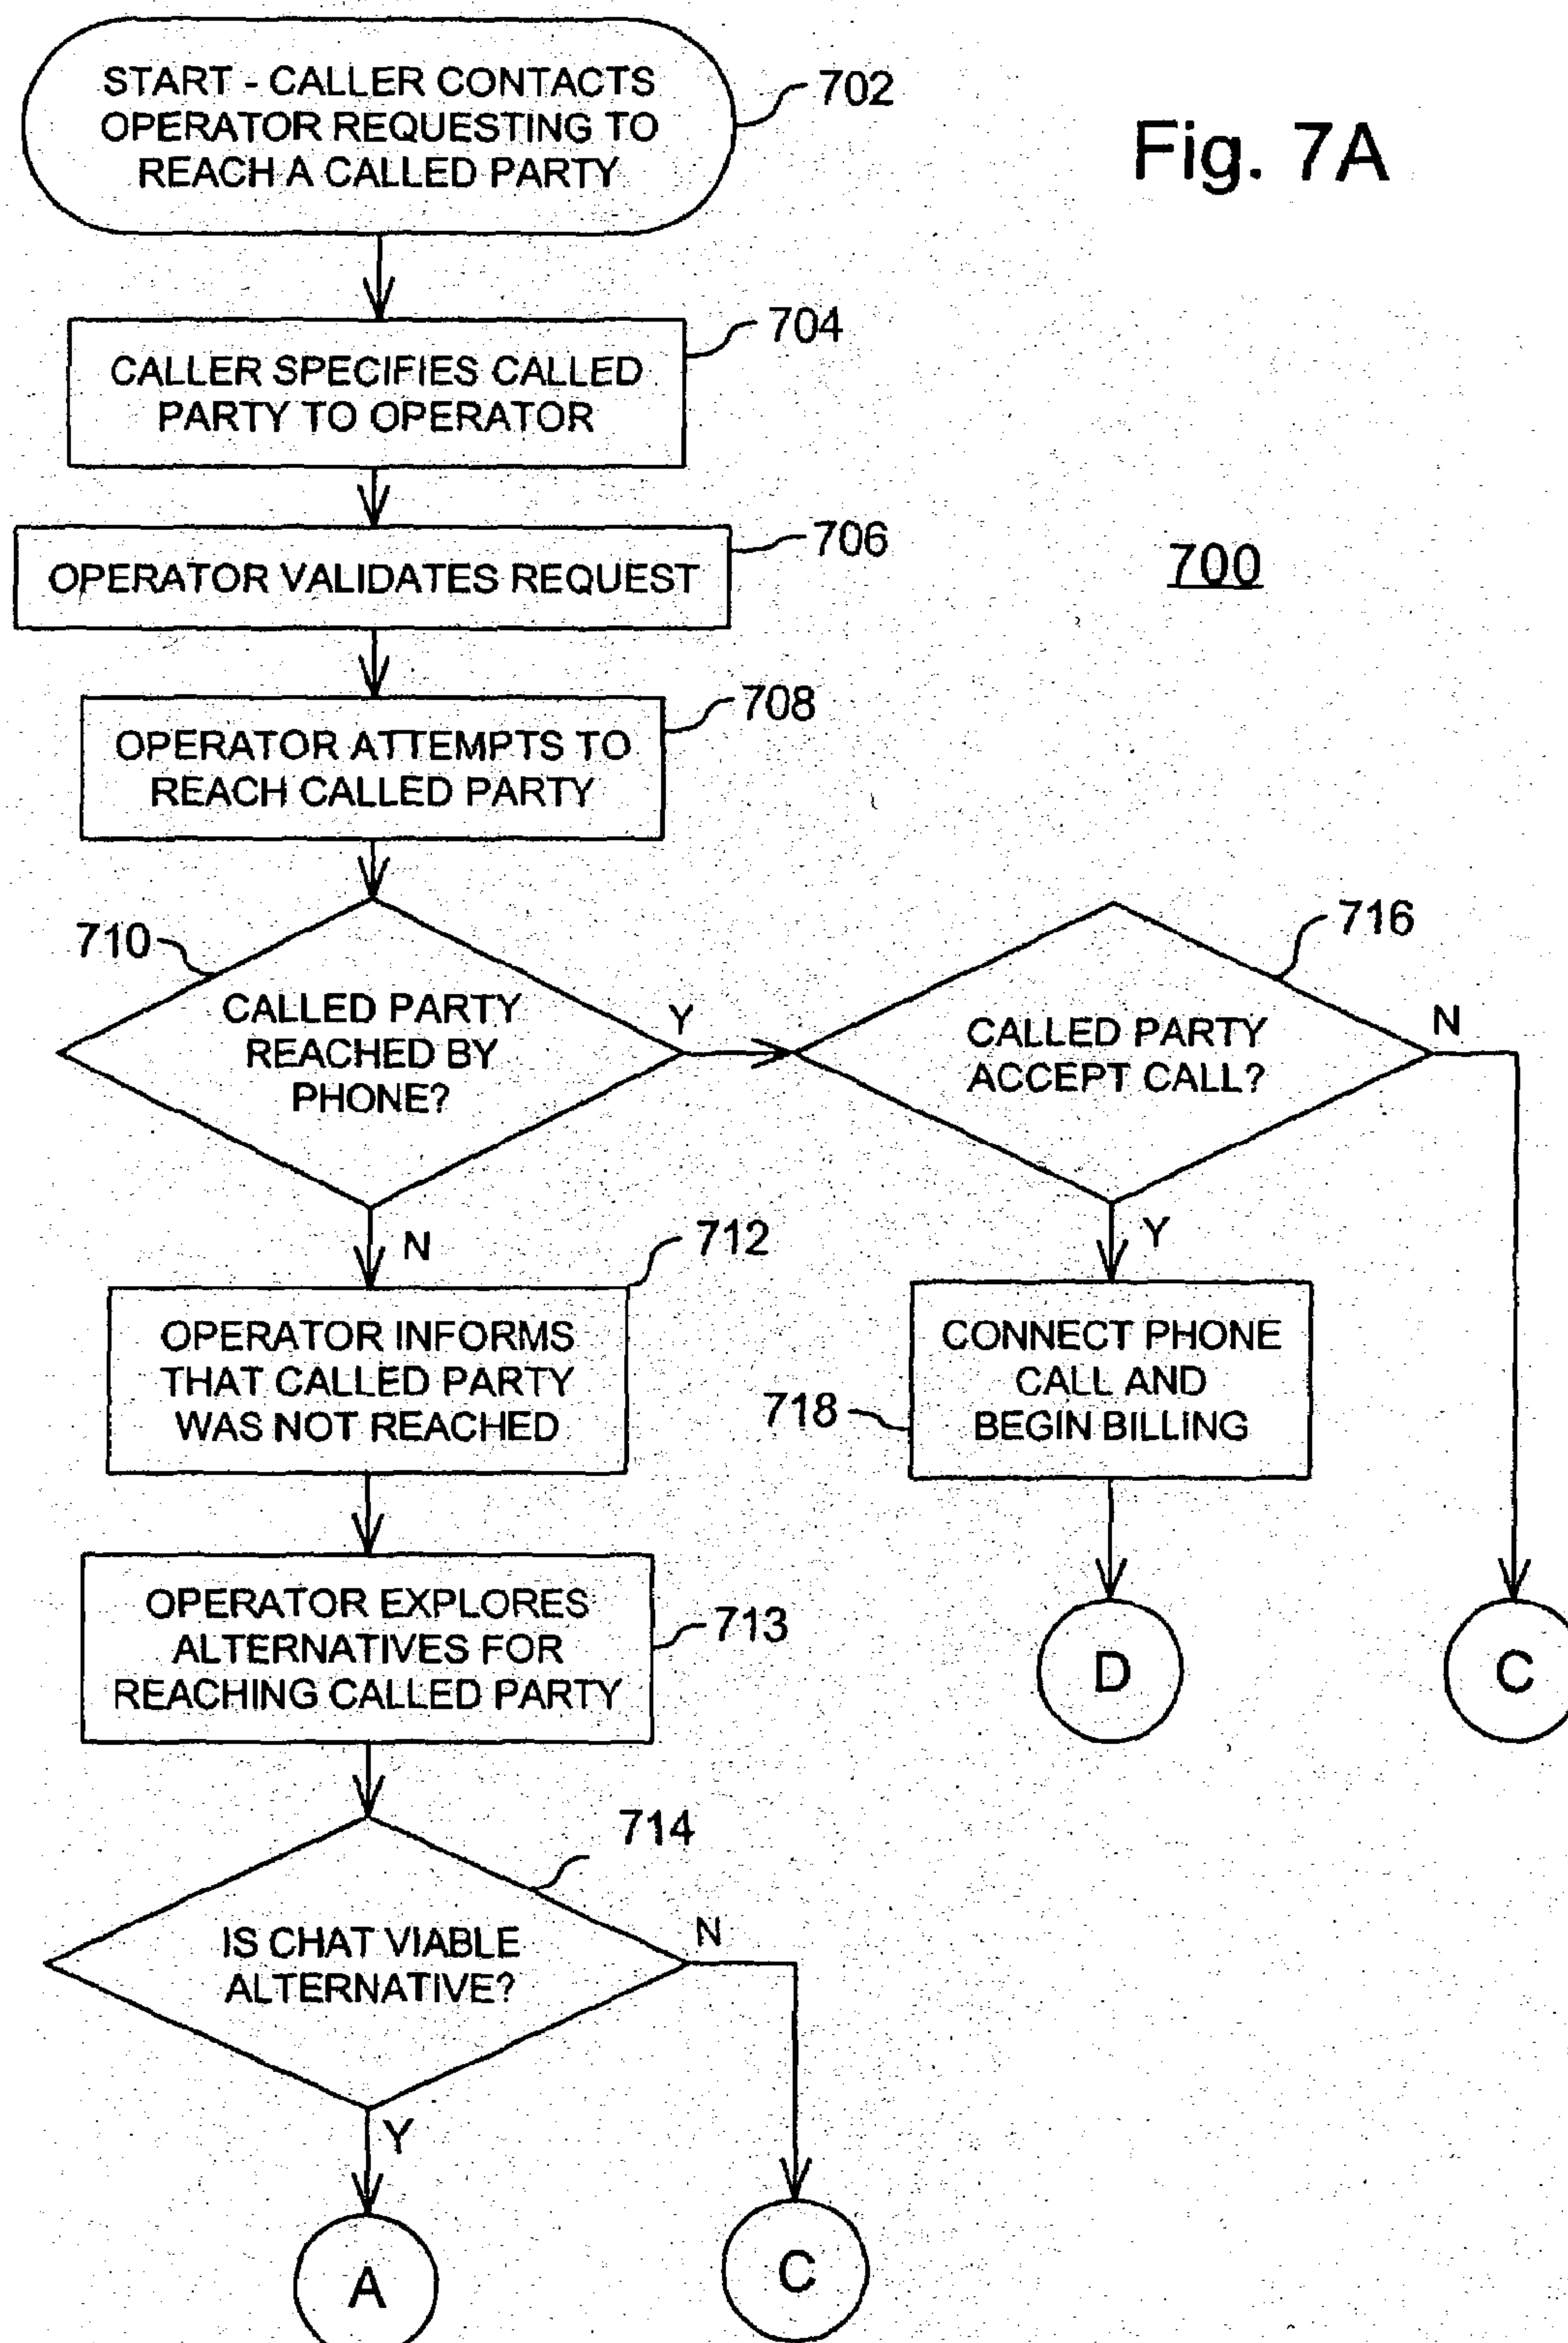 START - CALLER CONTACTS
OPERATOR REQUESTING TO
REACH A CALLED PARTY
702
Fig. 7A
704
CALLER SPECIFIES CALLED
PARTY TO OPERATOR
706
OPERATOR VALIDATES REQUEST
700
708
OPERATOR ATTEMPTS TO
REACH CALLED PARTY
710
CALLED PARTY
REACHED BY
PHONE?
Y
716
CALLED PARTY
ACCEPT CALL?
N
N
712
OPERATOR INFORMS
THAT CALLED PARTY
WAS NOT REACHED
Y
CONNECT PHONE
CALL AND
BEGIN BILLING
718
OPERATOR EXPLORES
ALTERNATIVES FOR
REACHING CALLED PARTY
713
D
C
714
IS CHAT VIABLE
ALTERNATIVE?
N
Y
A
C